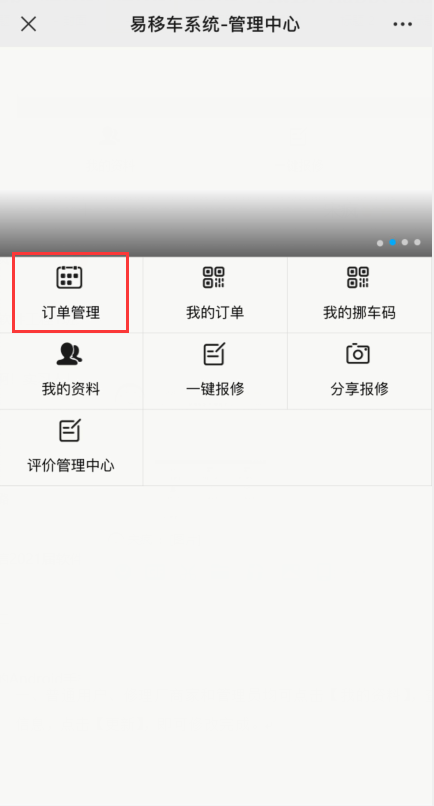 易移车系统-管理中心
订单管理
我的订单
我的挪车码
我的资料
一键报修
分享报修
评价管理中心